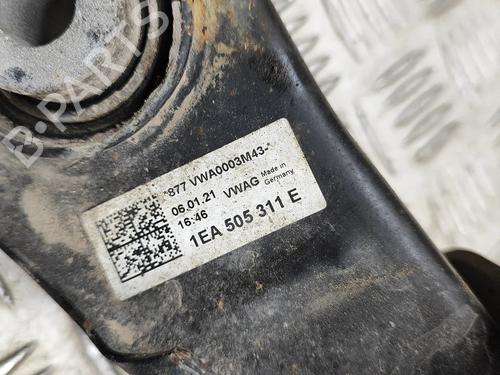 B-PARTS
*877 VWA0003M43-*
06.01.21 VWAG Made in
16:46 Germany
1EA 505 311 E